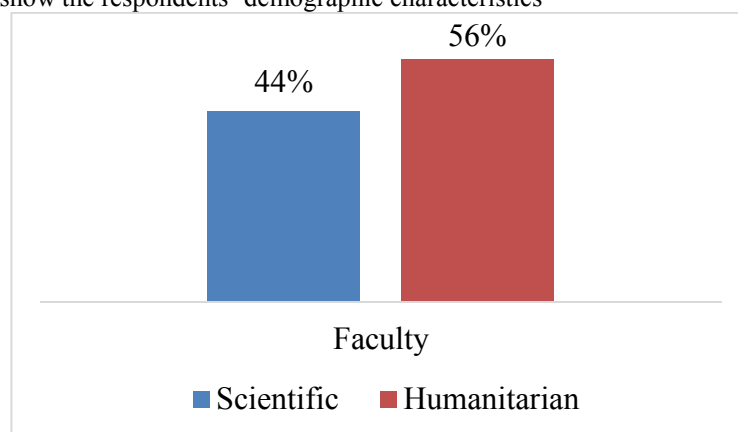 show the respondents' demographic characteristics
56%
44%
Faculty
Scientific Humanitarian